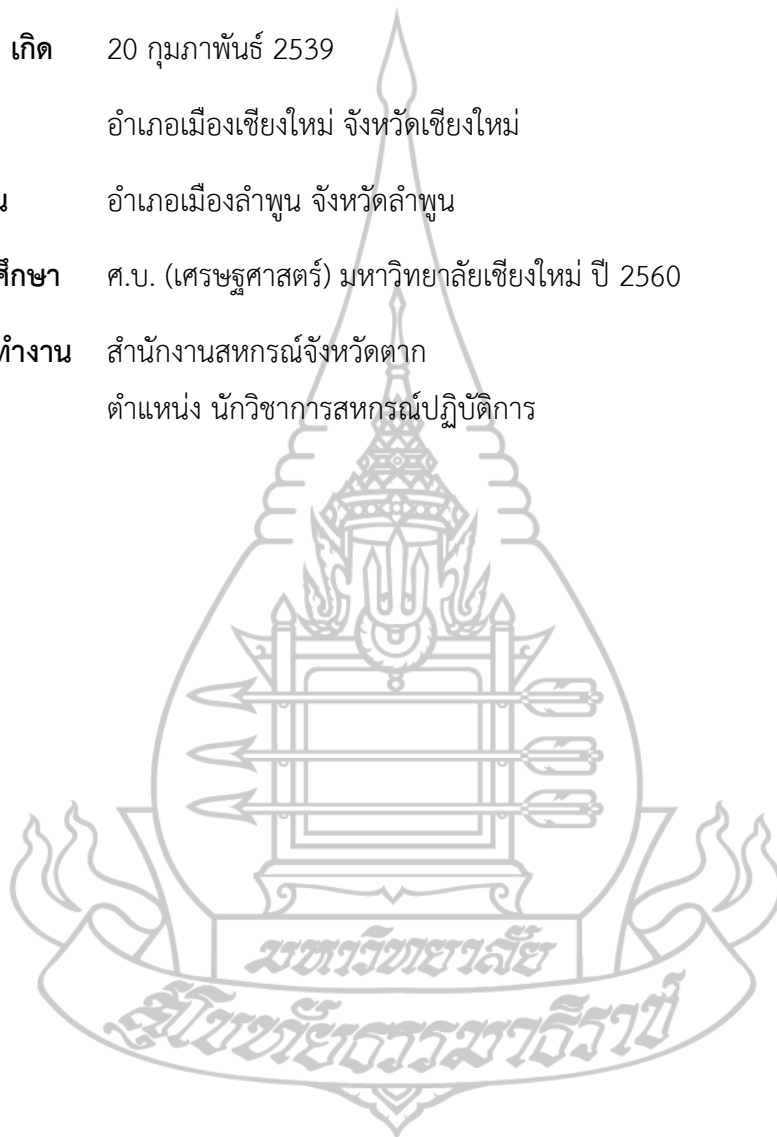 เกิด 20 กุมภาพันธ์ 2539
อำเภอเมืองเชียงใหม่ จังหวัดเชียงใหม่
น อำเภอเมืองลำพูน จังหวัดลำพูน
ศึกษา ศ.บ. (เศรษฐศาสตร์) มหาวิทยาลัยเชียงใหม่ ปี 2560
ทำงาน สำนักงานสหกรณ์จังหวัดตาก
ตำแหน่ง นักวิชาการสหกรณ์ปฏิบัติการ
มหาวิทยาลัย
สุโขทัยธรรมาธิราช